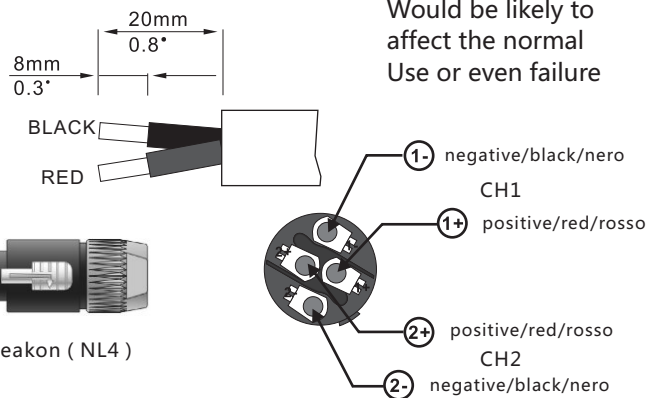 Would be likely to
affect the normal
Use or even failure
20mm
0.8"
8mm
0.3"
BLACK
RED
1- negative/black/nero
CH1
1+ positive/red/rosso
2+ positive/red/rosso
CH2
2- negative/black/nero
eakon ( NL4 )